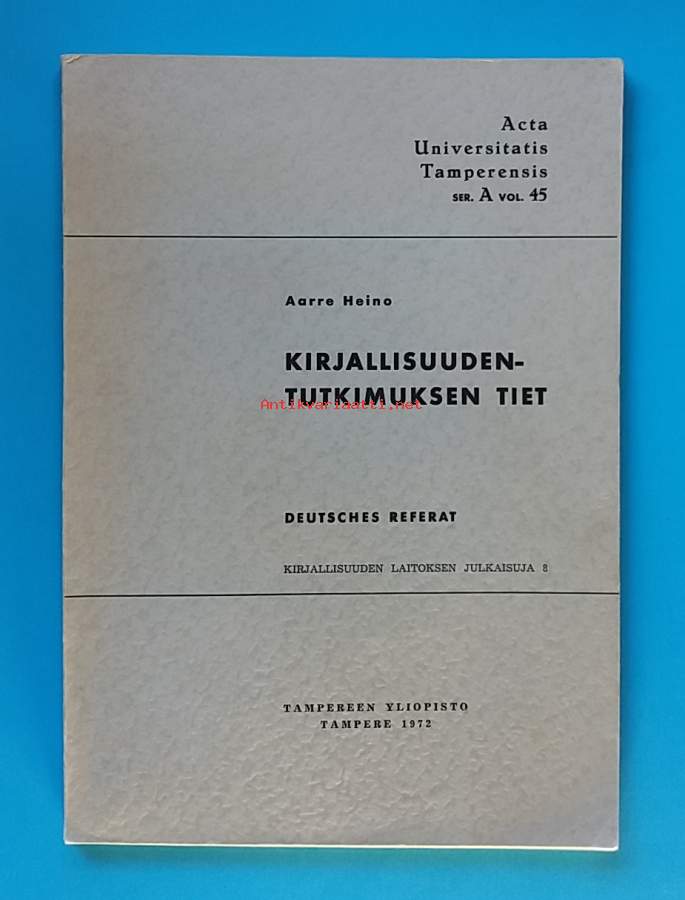 Acta
Universitatis
Tamperensis
SER. A VOL. 45
Aarre Heino
KIRJALLISUUDEN-
TUTKIMUKSEN TIET
Antikvariaatti.net
DEUTSCHES REFERAT
KIRJALLISUUDEN LAITOKSEN JULKAISUJA 8
TAMPEREEN YLIOPISTO
TAMPERE 1972